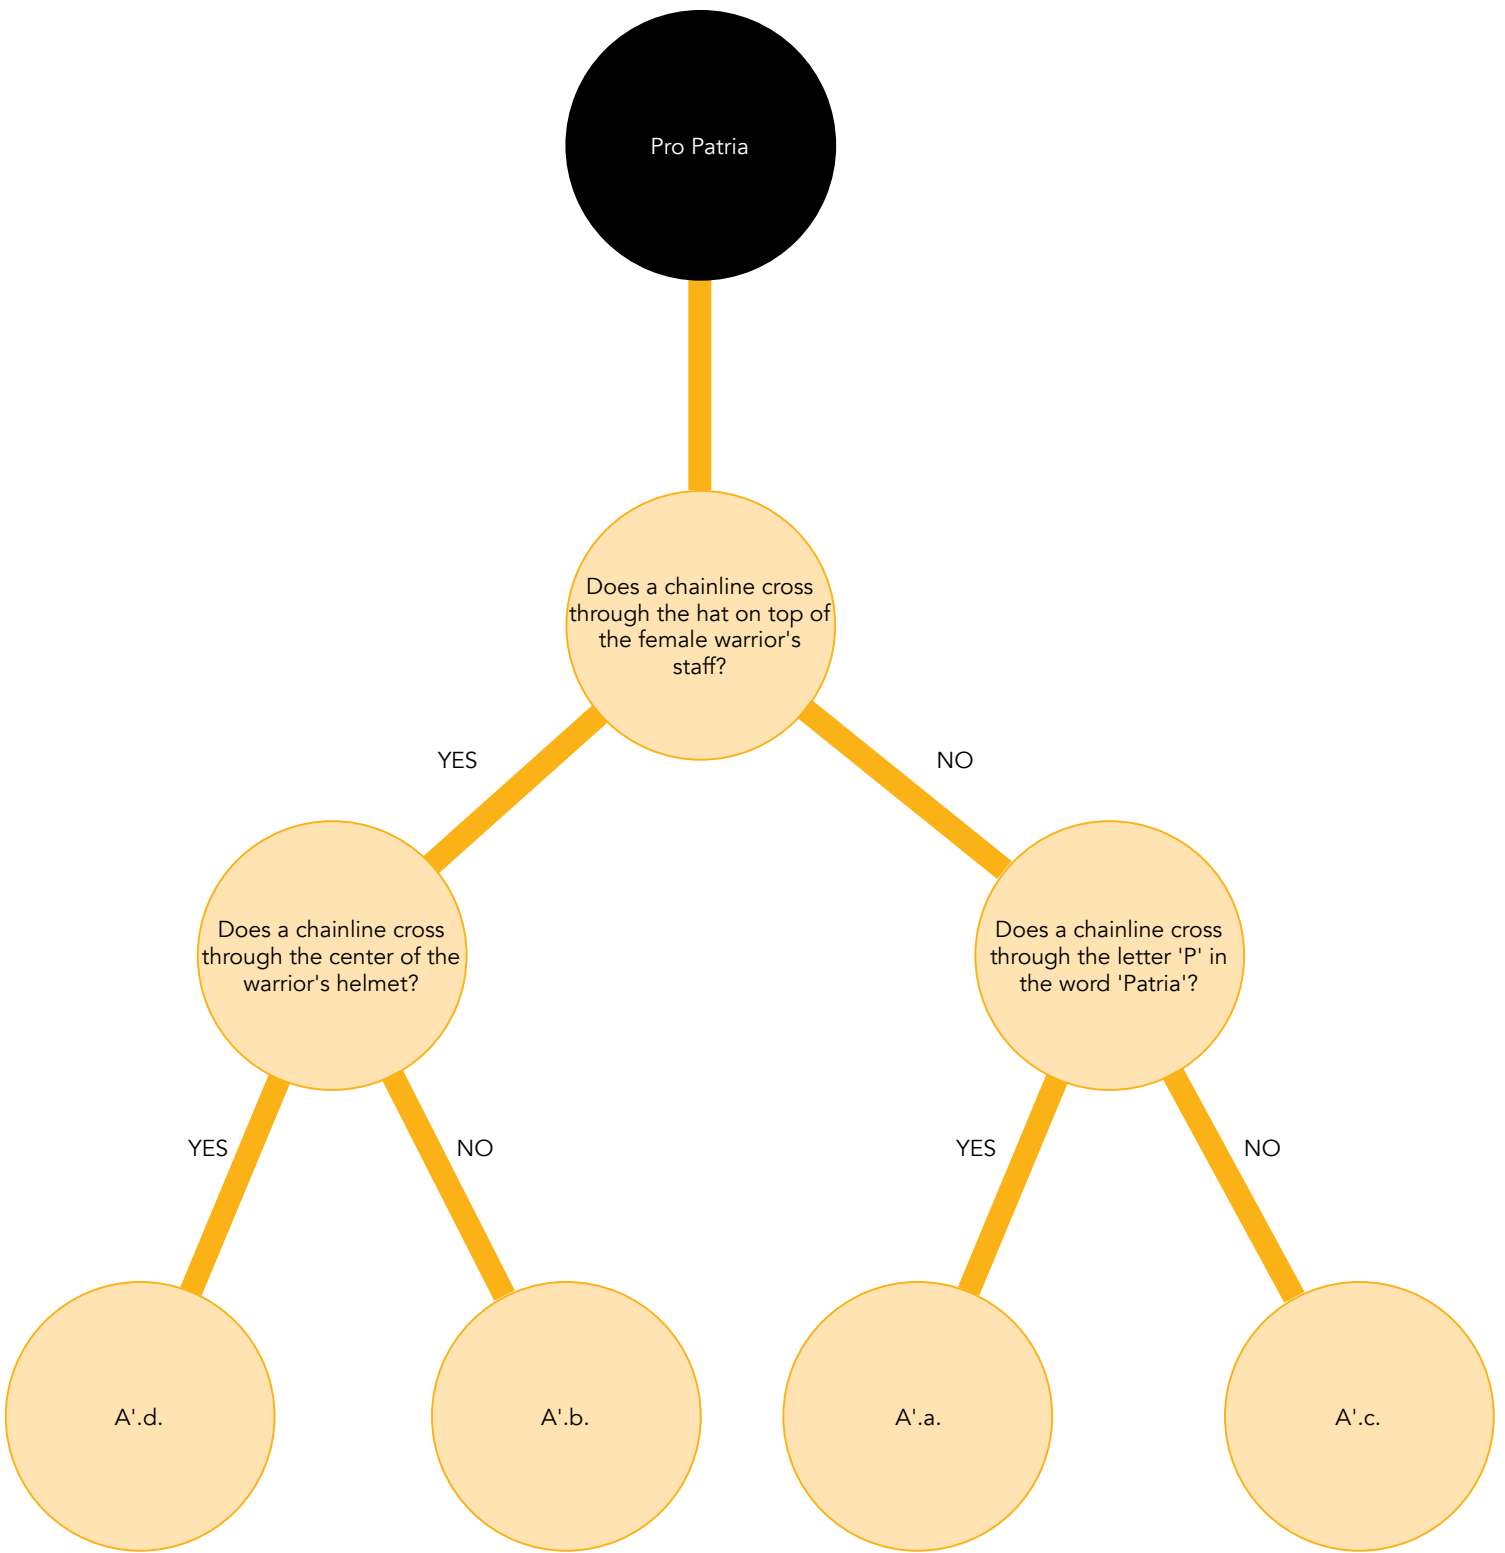 Pro Patria
Does a chainline cross
through the hat on top of
the female warrior's
staff?
YES
NO
Does a chainline cross
through the center of the
warrior's helmet?
Does a chainline cross
through the letter 'P' in
the word 'Patria'?
YES
NO
YES
NO
A'.d.
A'.b.
A'.a.
A'.c.